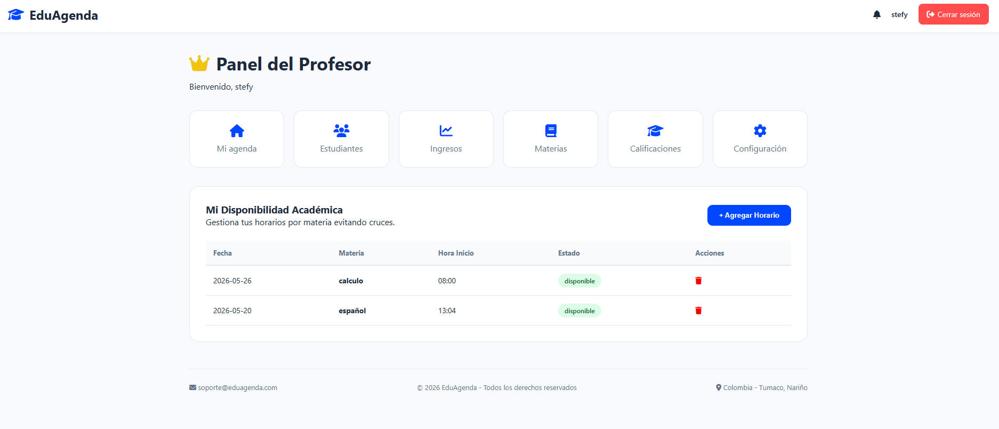 EduAgenda
stefy
Cerrar sesión
Panel del Profesor
Bienvenido, stefy
Mi agenda
Estudiantes
Ingresos
Materias
Calificaciones
Configuración
Mi Disponibilidad Académica
Gestiona tus horarios por materia evitando cruces.
+ Agregar Horario
Fecha Materia Hora Inicio Estado Acciones
2026-05-26 calculo 08:00 disponible
2026-05-20 español 13:04 disponible
soporte@eduagenda.com
© 2026 EduAgenda - Todos los derechos reservados
Colombia - Tumaco, Nariño